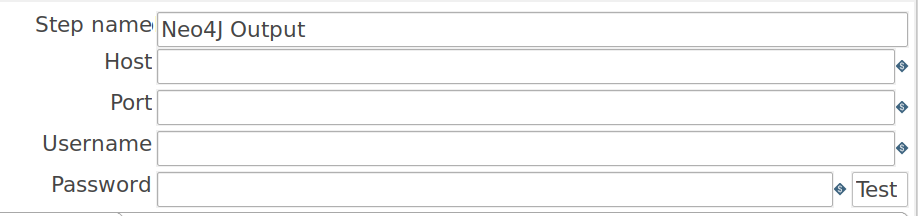 Step name Neo4J Output
Host
Port
Username
Password Test